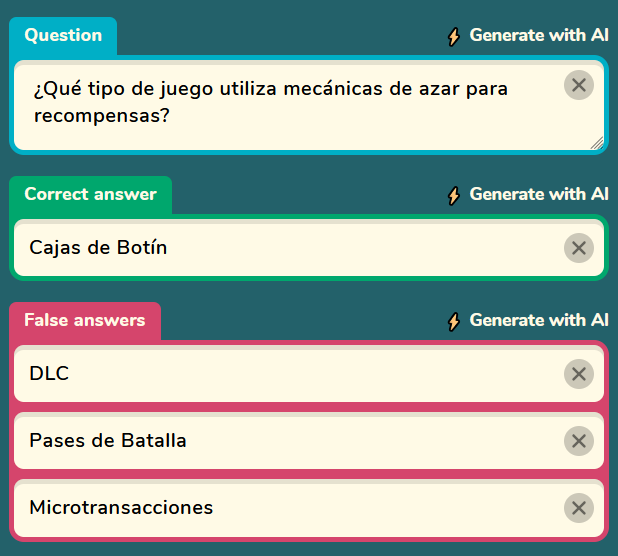 Question
Generate with AI
¿Qué tipo de juego utiliza mecánicas de azar para
recompensas?
Correct answer
Generate with AI
Cajas de Botín
False answers
Generate with AI
DLC
Pases de Batalla
Microtransacciones